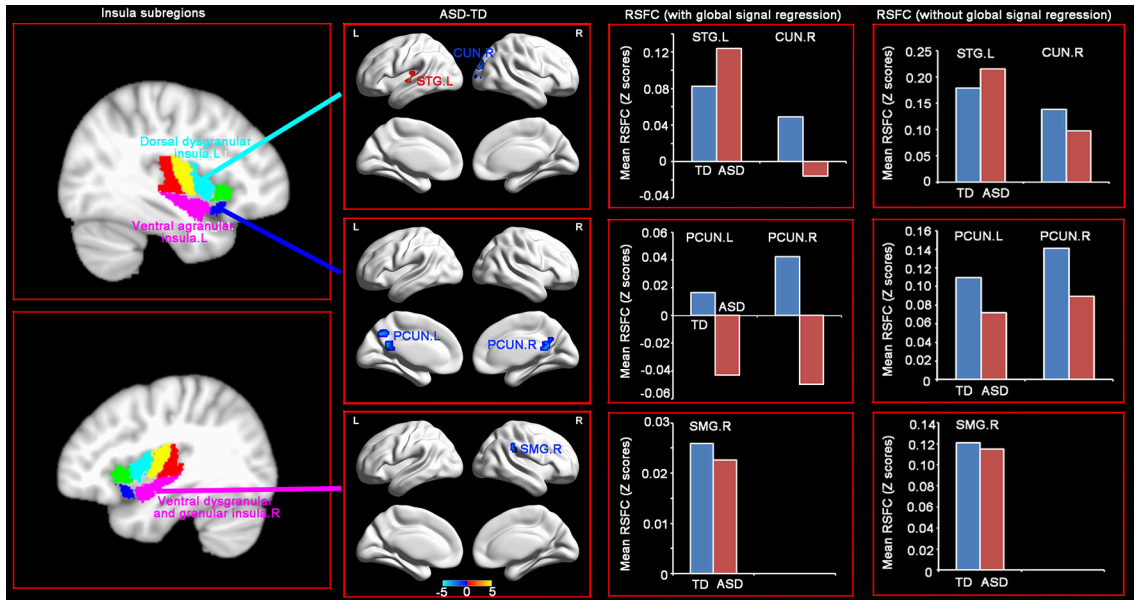 Insula subregions
ASD-TD
RSFC (with global signal regression)
RSFC (without global signal regression)
Dorsal dysgranular
insula.L
Ventral agranular
insula.L
Ventral dysgranular
and granular insula.R
L
R
CUN.R
STG.L
L
R
PCUN.L
PCUN.R
L
R
SMG.R
-5
0
5
Mean RSFC (Z scores)
STG.L
CUN.R
0.12
0.08
0.04
0
-0.04
TD
ASD
Mean RSFC (Z scores)
STG.L
CUN.R
0.25
0.20
0.15
0.10
0.05
0
TD
ASD
Mean RSFC (Z scores)
PCUN.L
PCUN.R
0.06
0.04
0.02
0
-0.02
-0.04
0.06
TD
ASD
Mean RSFC (Z scores)
PCUN.L
PCUN.R
0.16
0.14
0.12
0.10
0.08
0.06
0.04
0.02
0
TD
ASD
Mean RSFC (Z scores)
SMG.R
0.03
0.02
0.01
0
TD
ASD
Mean RSFC (Z scores)
SMG.R
0.14
0.12
0.10
0.08
0.06
0.04
0.02
0
TD
ASD